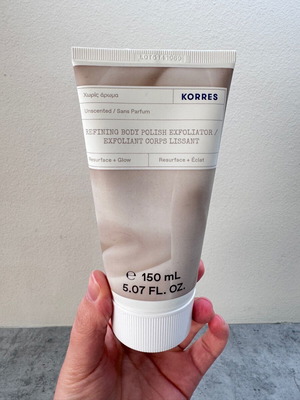 Χωρίς άρωμα
KORRES
Unscented / Sans Parfum
REFINING BODY POLISH EXFOLIATOR /
EXFOLIANT CORPS LISSANT
Resurface + Glow
Resurface + Éclat
℮ 150 mL
5.07 FL. OZ.